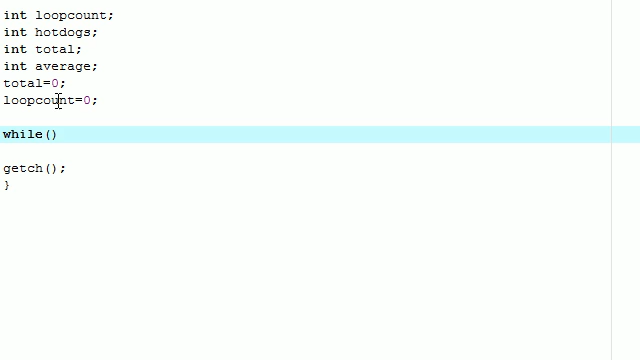 int loopcount;
int hotdogs;
int total;
int average;
total=0;
loopcount=0;
while()
getch();
}